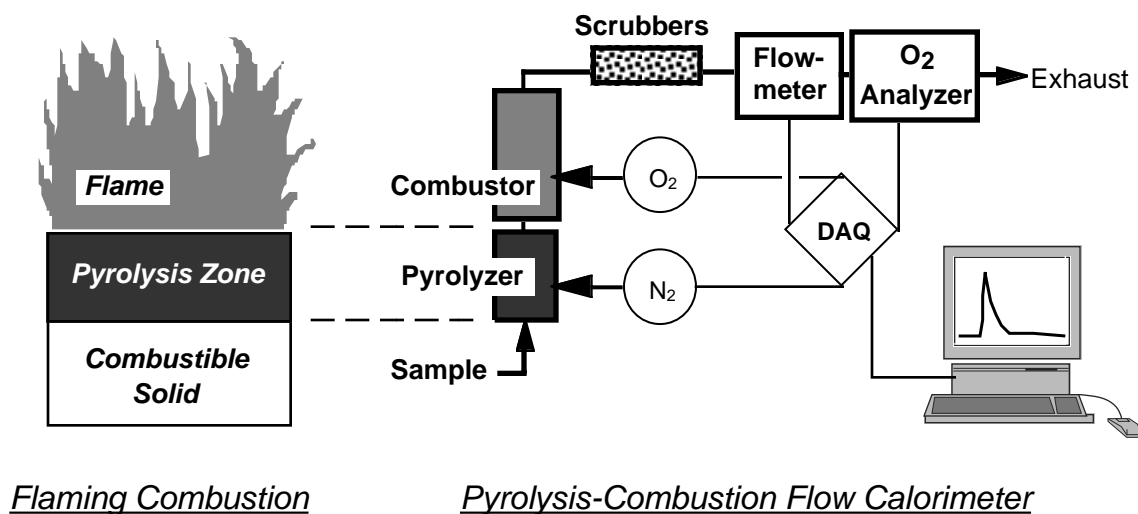 Scrubbers
Flow-
meter
O2
Analyzer
Exhaust
Flame
Combustor
O2
DAQ
Pyrolysis Zone
Pyrolyzer
N2
Combustible
Solid
Sample
Flaming Combustion
Pyrolysis-Combustion Flow Calorimeter